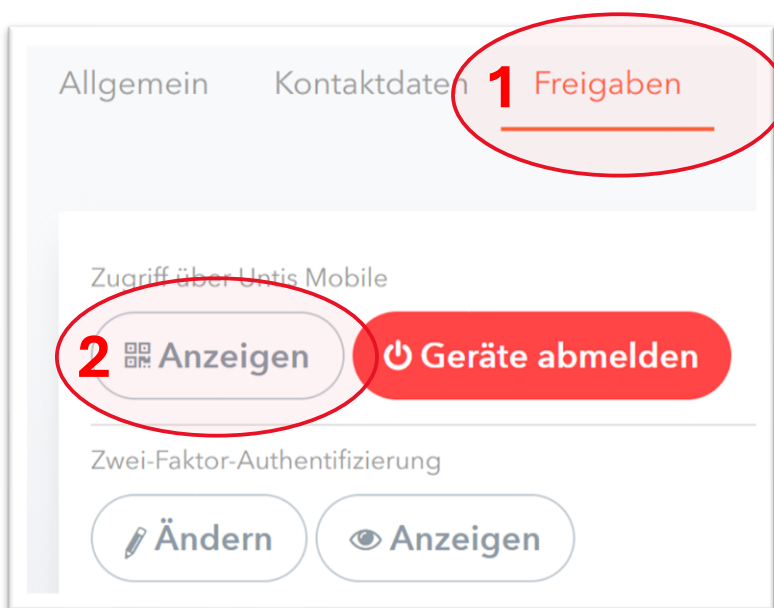 Allgemein Kontaktdaten 1 Freigaben
Zugriff über Untis Mobile
2 Anzeigen Geräte abmelden
Zwei-Faktor-Authentifizierung
Ändern Anzeigen